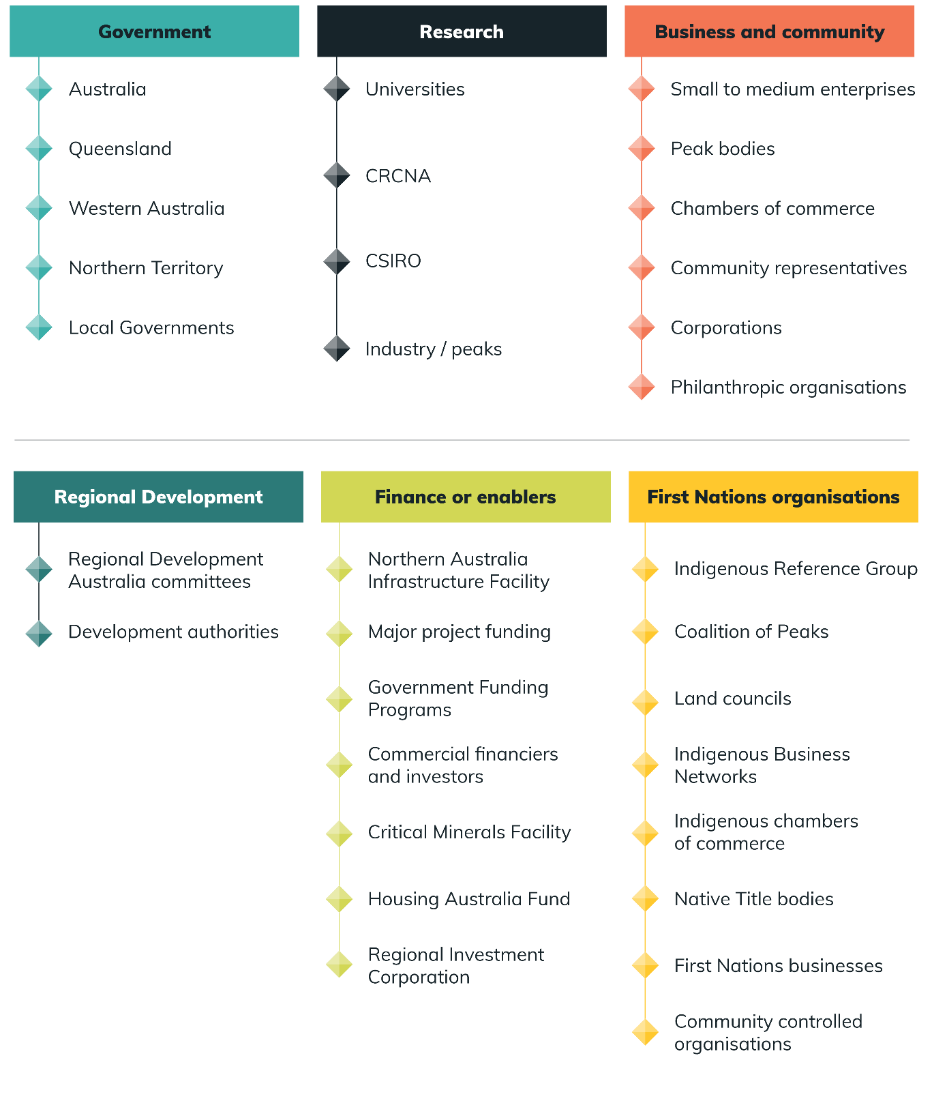 Government
Australia
Queensland
Western Australia
Northern Territory
Local Governments
Research
Universities
CRCNA
CSIRO
Industry / peaks
Business and community
Small to medium enterprises
Peak bodies
Chambers of commerce
Community representatives
Corporations
Philanthropic organisations
Regional Development
Regional Development
Australia committees
Development authorities
Finance or enablers
Northern Australia
Infrastructure Facility
Major project funding
Government Funding
Programs
Commercial financiers
and investors
Critical Minerals Facility
Housing Australia Fund
Regional Investment
Corporation
First Nations organisations
Indigenous Reference Group
Coalition of Peaks
Land councils
Indigenous Business
Networks
Indigenous chambers
of commerce
Native Title bodies
First Nations businesses
Community controlled
organisations